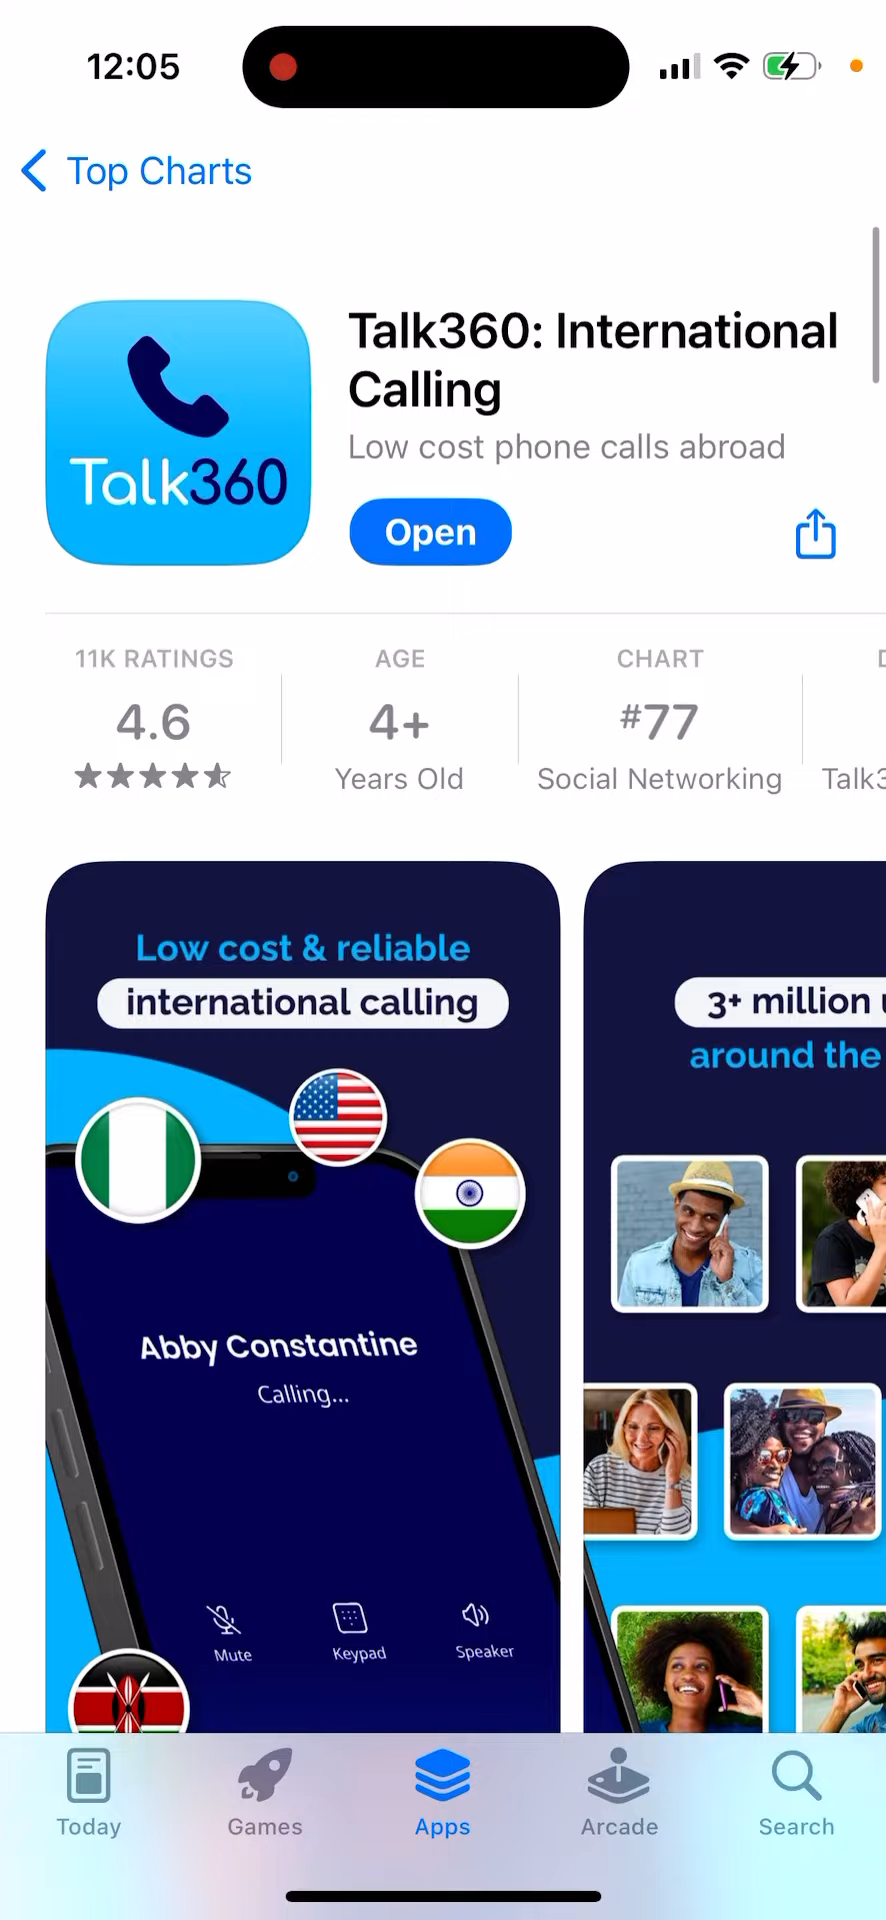 12:05
Top Charts
Talk360
Talk360: International
Calling
Low cost phone calls abroad
Open
11K RATINGS
4.6
AGE
4+
Years Old
CHART
#77
Social Networking
Low cost & reliable
international calling
Abby Constantine
Calling...
Mute
Keypad
Speaker
3+ million
around the
Today
Games
Apps
Arcade
Search